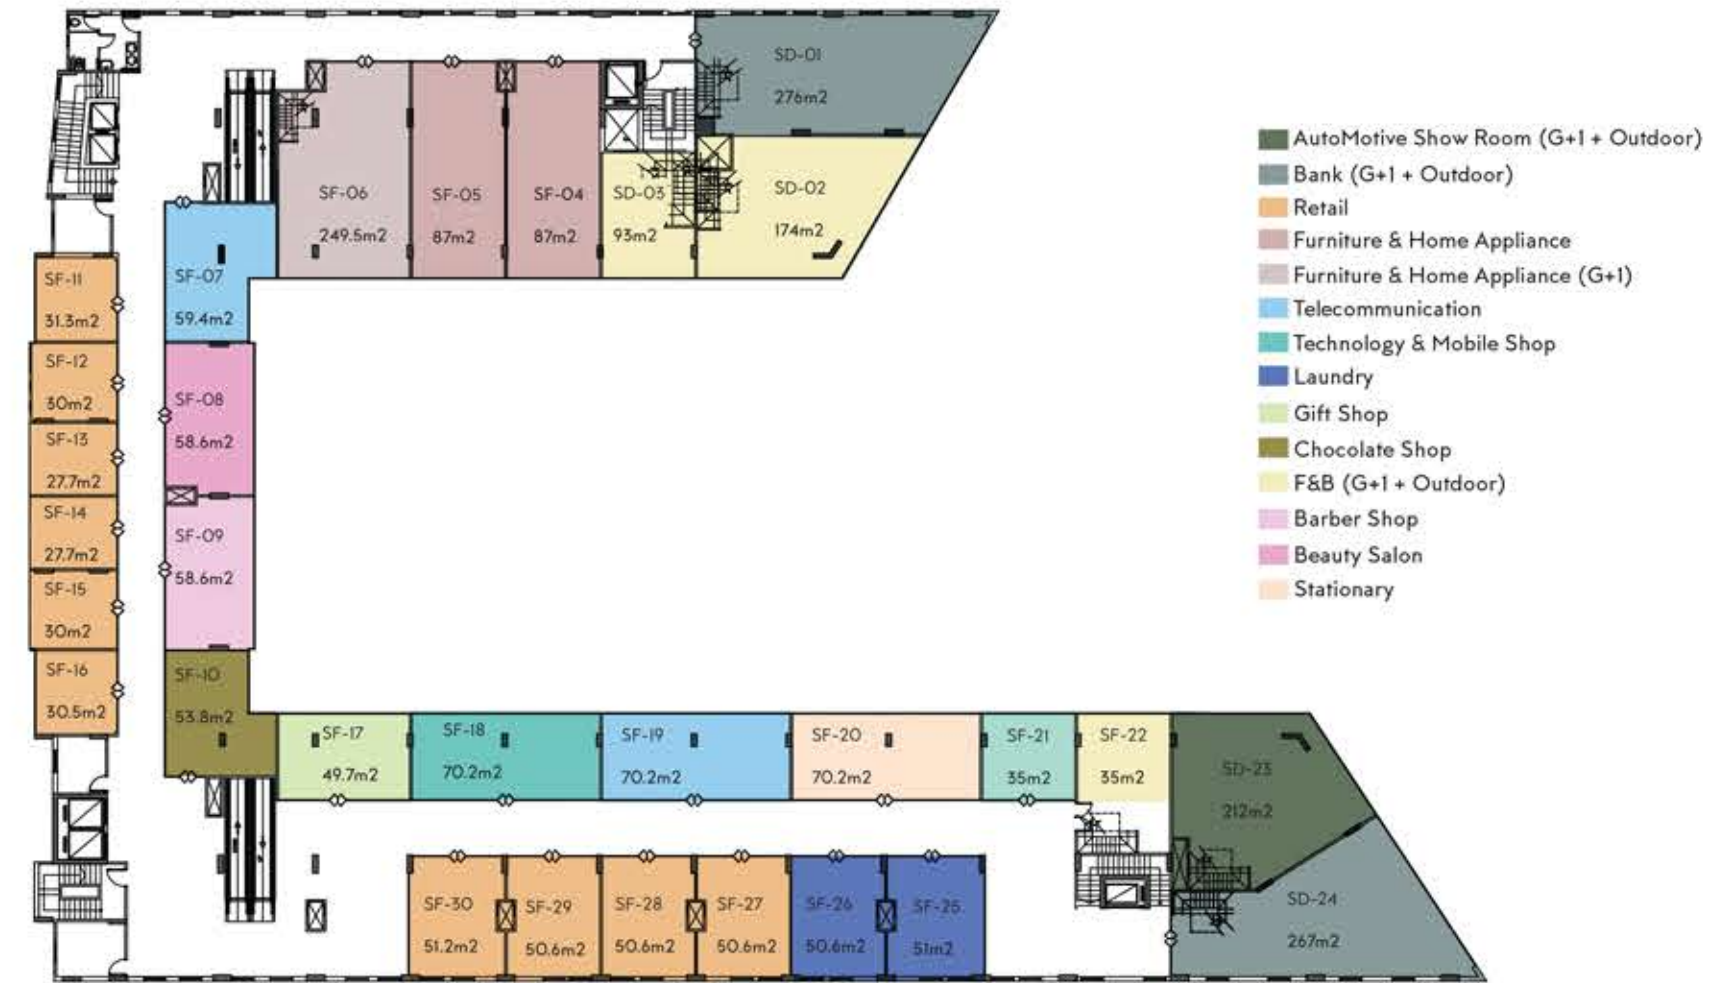 SD-01
276m2
SD-02
174m2
SD-03
93m2
SF-04
87m2
SF-05
87m2
SF-06
249.5m2
SF-07
59.4m2
SF-08
58.6m2
SF-09
58.6m2
SF-10
53.8m2
SF-11
31.3m2
SF-12
30m2
SF-13
27.7m2
SF-14
27.7m2
SF-15
30m2
SF-16
30.5m2
SF-17
49.7m2
SF-18
70.2m2
SF-19
70.2m2
SF-20
70.2m2
SF-21
35m2
SF-22
35m2
SD-23
212m2
SD-24
267m2
SF-30
51.2m2
SF-29
50.6m2
SF-28
50.6m2
SF-27
50.6m2
SF-26
50.6m2
SF-25
51m2
AutoMotive Show Room (G+1 + Outdoor)
Bank (G+1 + Outdoor)
Retail
Furniture & Home Appliance
Furniture & Home Appliance (G+1)
Telecommunication
Technology & Mobile Shop
Laundry
Gift Shop
Chocolate Shop
F&B (G+1 + Outdoor)
Barber Shop
Beauty Salon
Stationary